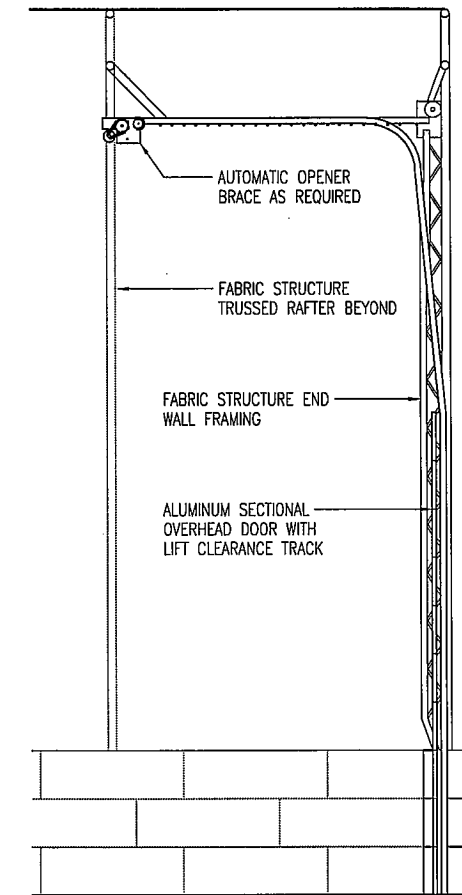 AUTOMATIC OPENER
BRACE AS REQUIRED
FABRIC STRUCTURE
TRUSSED RAFTER BEYOND
FABRIC STRUCTURE END
WALL FRAMING
ALUMINUM SECTIONAL
OVERHEAD DOOR WITH
LIFT CLEARANCE TRACK